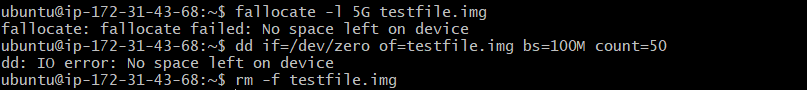 ubuntu@ip-172-31-43-68:~$ fallocate -l 5G testfile.img
fallocate: fallocate failed: No space left on device
ubuntu@ip-172-31-43-68:~$ dd if=/dev/zero of=testfile.img bs=100M count=50
dd: IO error: No space left on device
ubuntu@ip-172-31-43-68:~$ rm -f testfile.img